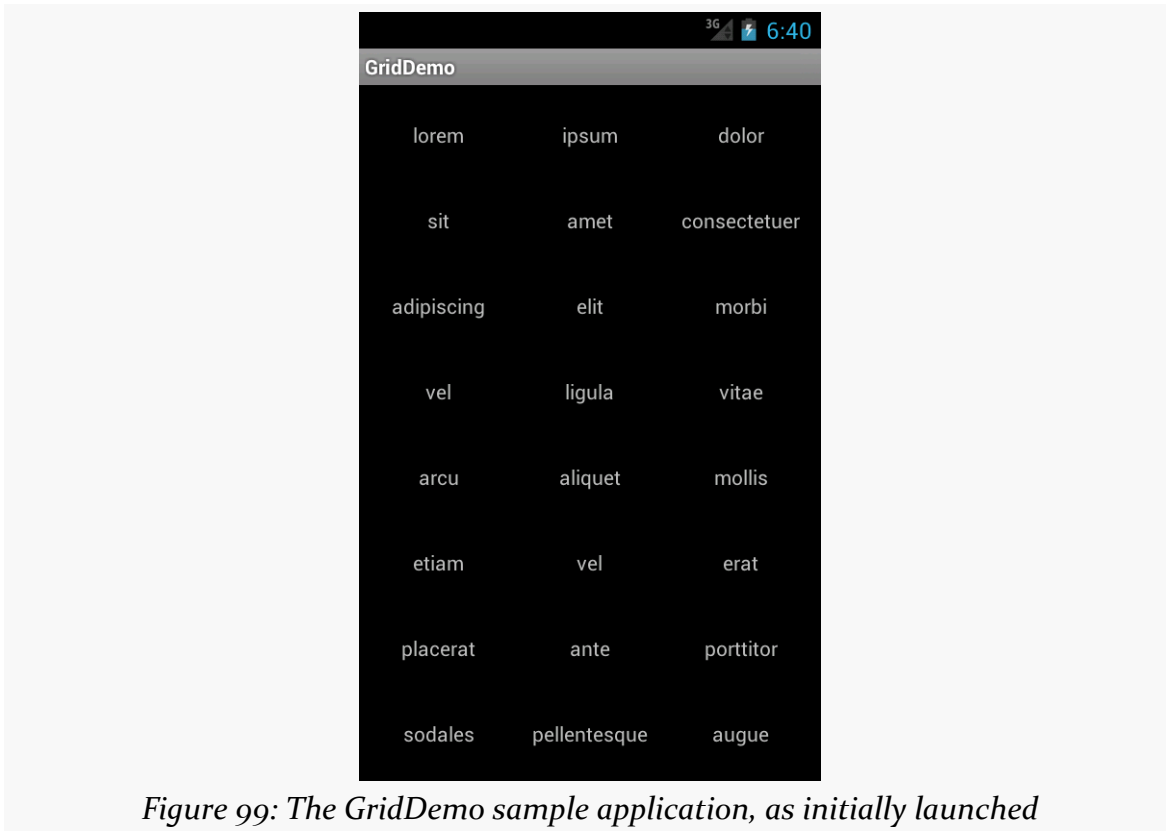 3G 6:40
GridDemo
lorem ipsum dolor
sit amet consectetuer
adipiscing elit morbi
vel ligula vitae
arcu aliquet mollis
etiam vel erat
placerat ante porttitor
sodales pellentesque augue
Figure 99: The GridDemo sample application, as initially launched